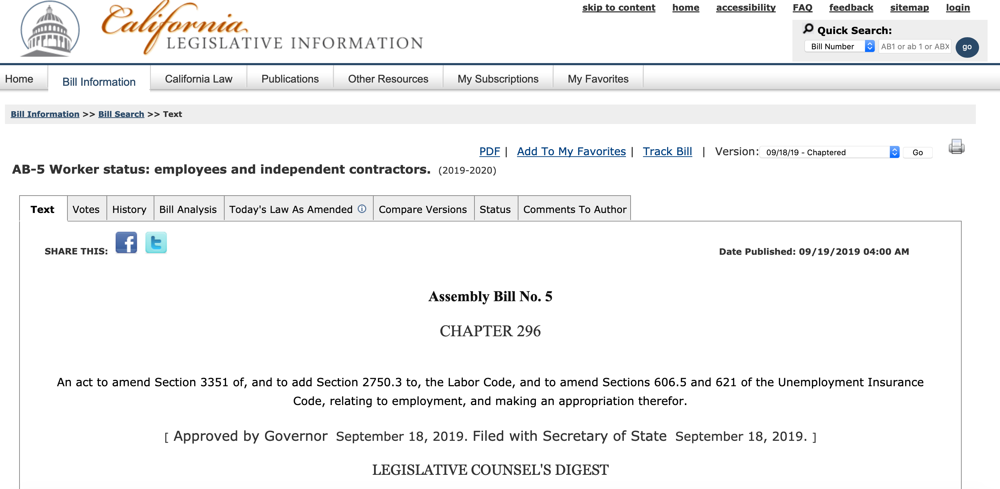 California
LEGISLATIVE INFORMATION
skip to content home accessibility FAQ feedback sitemap login
Quick Search:
Bill Number AB1 or ab 1 or ABX go
Home Bill Information California Law Publications Other Resources My Subscriptions My Favorites
Bill Information >> Bill Search >> Text
PDF | Add To My Favorites | Track Bill | Version: 09/18/19 - Chaptered Go
AB-5 Worker status: employees and independent contractors. (2019-2020)
Text Votes History Bill Analysis Today's Law As Amended i Compare Versions Status Comments To Author
SHARE THIS: f t Date Published: 09/19/2019 04:00 AM
Assembly Bill No. 5
CHAPTER 296
An act to amend Section 3351 of, and to add Section 2750.3 to, the Labor Code, and to amend Sections 606.5 and 621 of the Unemployment Insurance
Code, relating to employment, and making an appropriation therefor.
[ Approved by Governor September 18, 2019. Filed with Secretary of State September 18, 2019. ]
LEGISLATIVE COUNSEL'S DIGEST